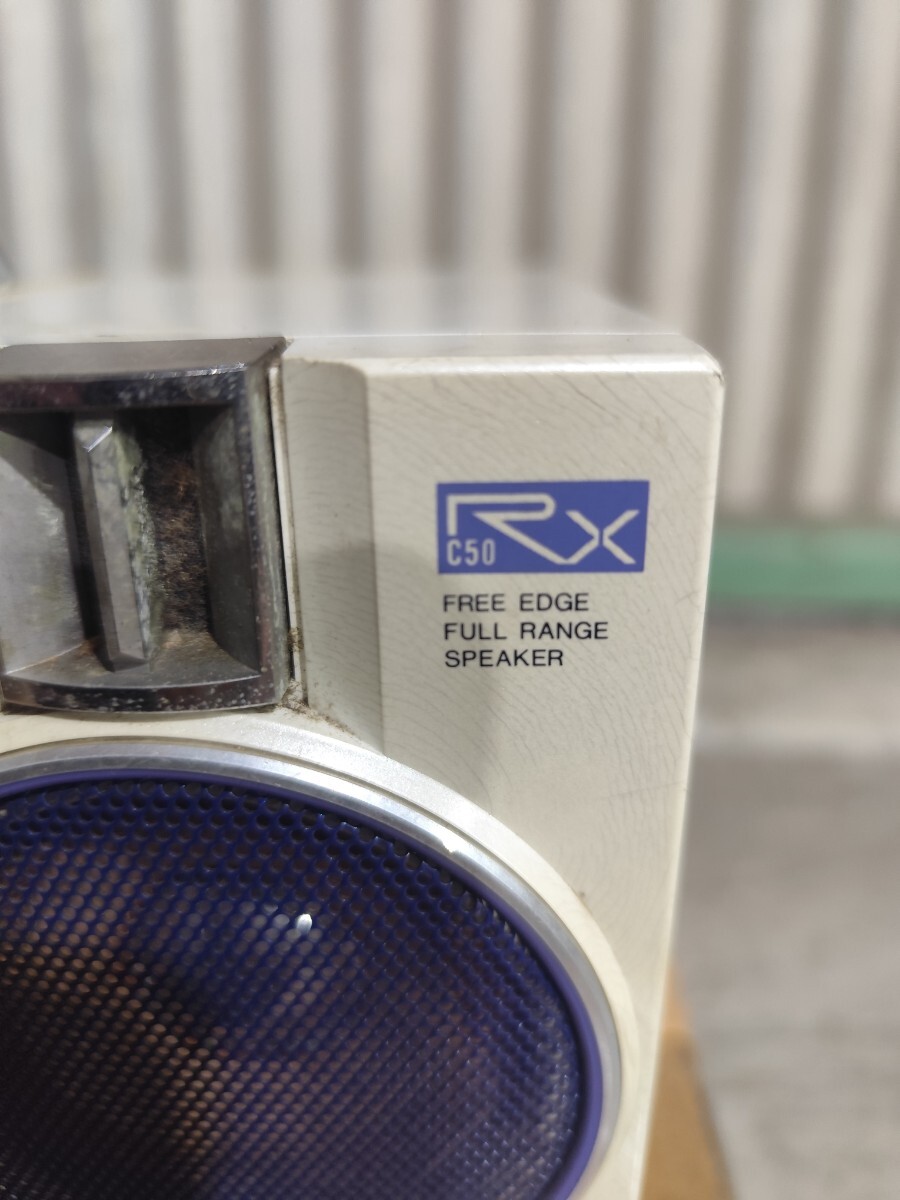 RX
C50
FREE EDGE
FULL RANGE
SPEAKER